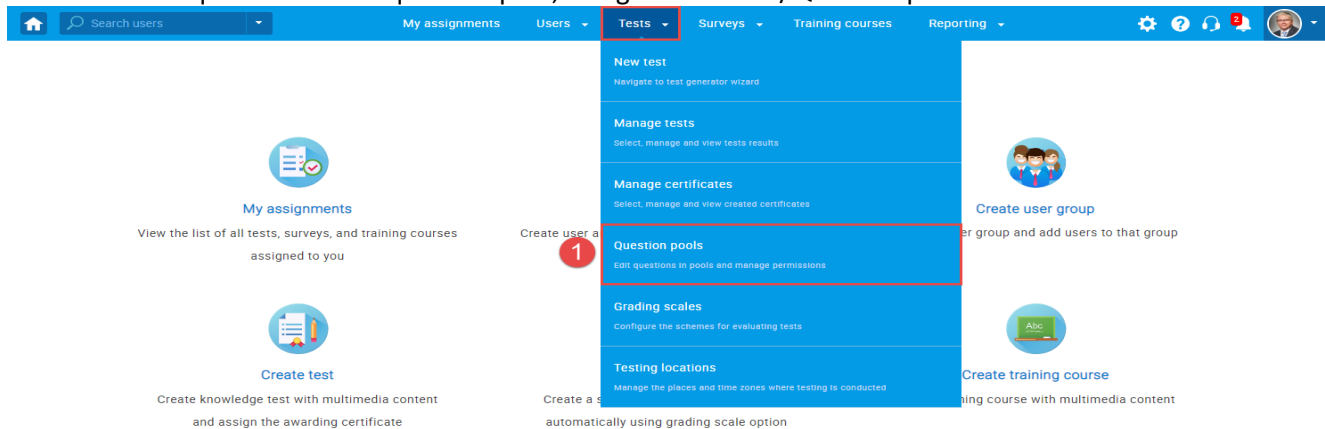 Search users
My assignments Users Tests Surveys Training courses Reporting
2
New test
Navigate to test generator wizard
Manage tests
Select, manage and view tests results
Manage certificates
Select, manage and view created certificates
Question pools
Edit questions in pools and manage permissions
1
Grading scales
Configure the schemes for evaluating tests
Testing locations
Manage the places and time zones where testing is conducted
My assignments
View the list of all tests, surveys, and training courses
assigned to you
Create user
Create user group
group and add users to that group
Create test
Create knowledge test with multimedia content
and assign the awarding certificate
Create a
automatically using grading scale option
Abc
Create training course
course with multimedia content